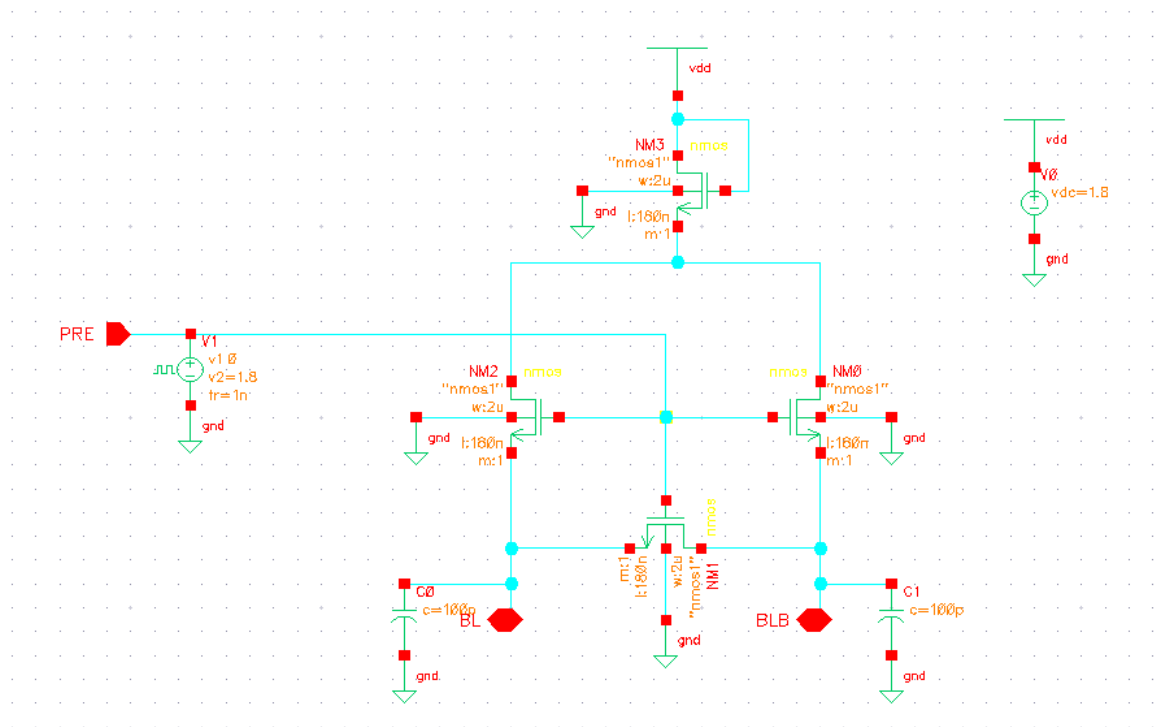 vdd
NM3 nmos
"nmos1"
w:2u
gnd
l:180n
m:1
vdd
V0
vdc=1.8
gnd
PRE
V1
v1 0
v2=1.8
tr=1n
gnd
NM2 nmos
"nmos1"
w:2u
gnd
l:180n
m:1
nmos NM0
"nmos1"
w:2u
gnd
l:180n
m:1
nmos
m:1
l:180n
w:2u
"nmos1"
NM1
gnd
C0
c=100p
BL
gnd
BLB
C1
c=100p
gnd